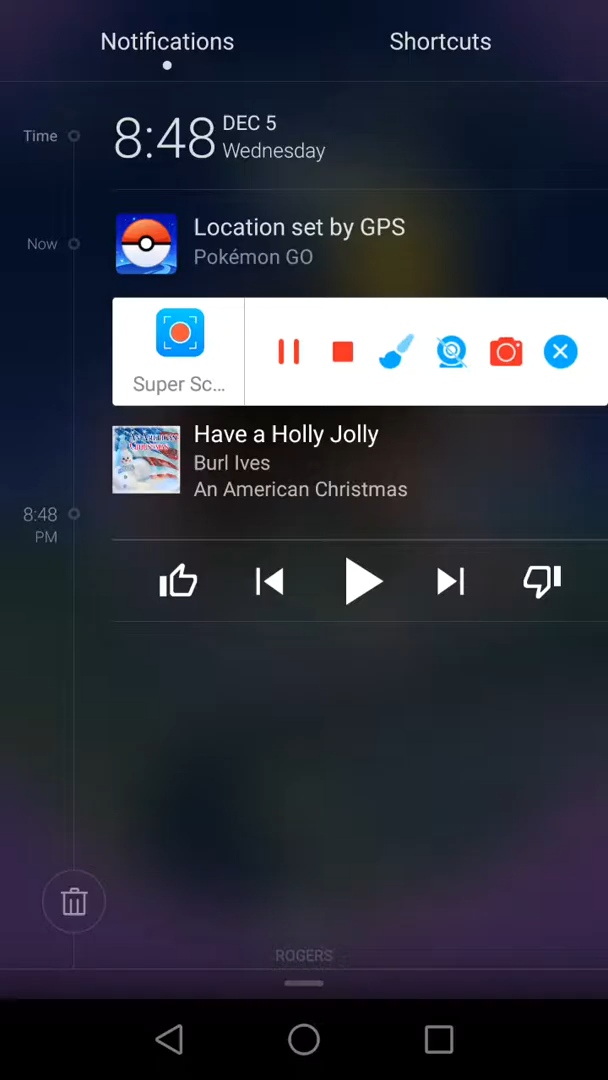 Notifications
Shortcuts
Time
8:48
DEC 5
Wednesday
Now
Location set by GPS
Pokémon GO
Super Sc...
Have a Holly Jolly
Burl Ives
An American Christmas
8:48
PM
ROGERS